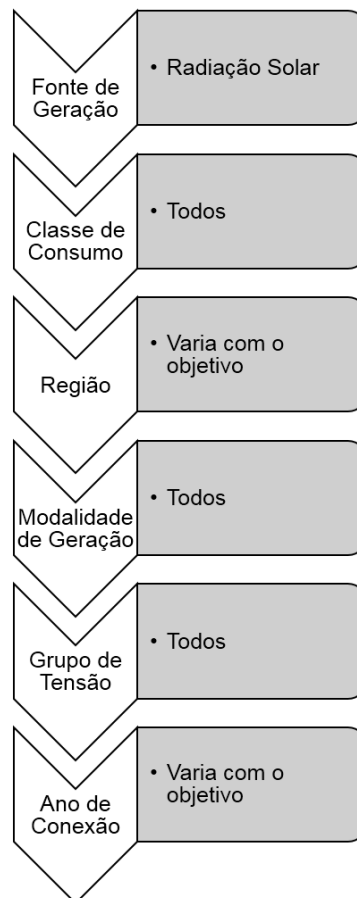 Fonte de
Geração
• Radiação Solar
Classe de
Consumo
• Todos
Região
• Varia com o
objetivo
Modalidade
de Geração
• Todos
Grupo de
Tensão
• Todos
Ano de
Conexão
• Varia com o
objetivo